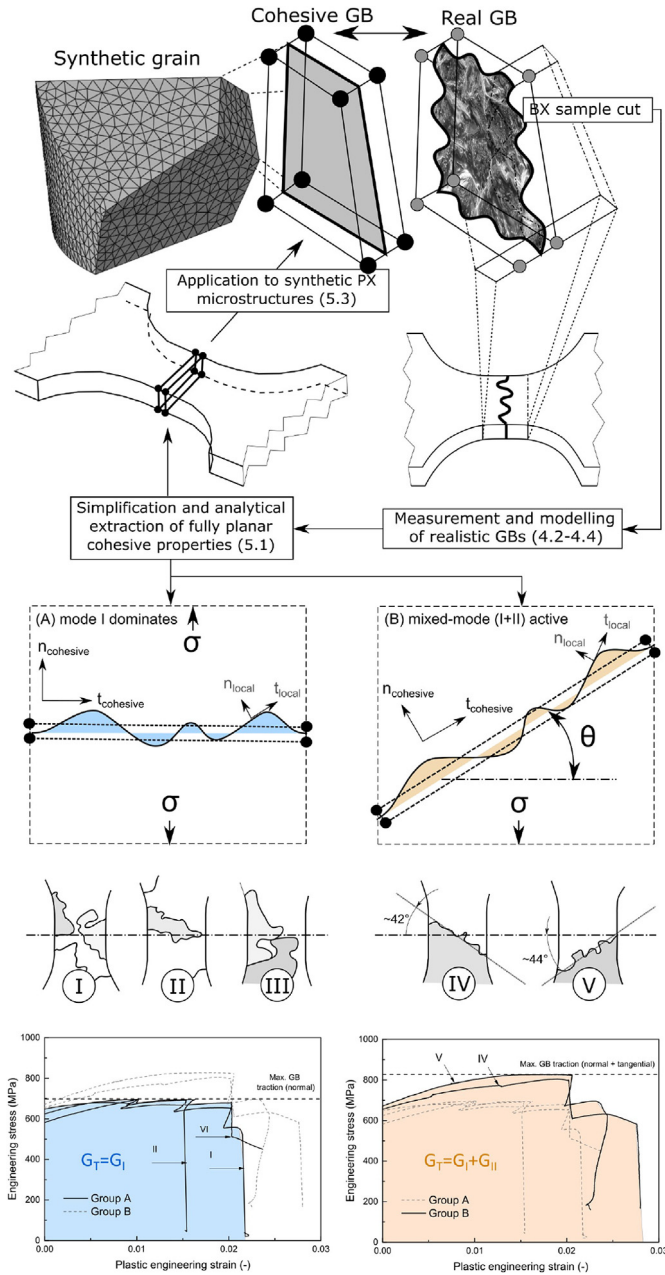 Cohesive GB
Real GB
Synthetic grain
BX sample cut
Application to synthetic PX
microstructures (5.3)
Simplification and analytical
extraction of fully planar
cohesive properties (5.1)
Measurement and modelling
of realistic GBs (4.2-4.4)
(A) mode I dominates
σ
n_cohesive
t_cohesive
n_local
t_local
σ
(B) mixed-mode (I+II) active
t_local
n_local
n_cohesive
t_cohesive
θ
σ
I
II
III
~42°
IV
~44°
V
1000
800
600
400
200
0
Engineering stress (MPa)
Max. GB
traction (normal)
VI
II
I
G_T=G_I
Group A
Group B
0.00
0.01
0.02
0.03
Plastic engineering strain (-)
1000
800
600
400
200
0
Engineering stress (MPa)
V
IV
Max. GB traction (normal + tangential)
G_T=G_I+G_II
Group A
Group B
0.00
0.01
0.02
0.03
Plastic engineering strain (-)